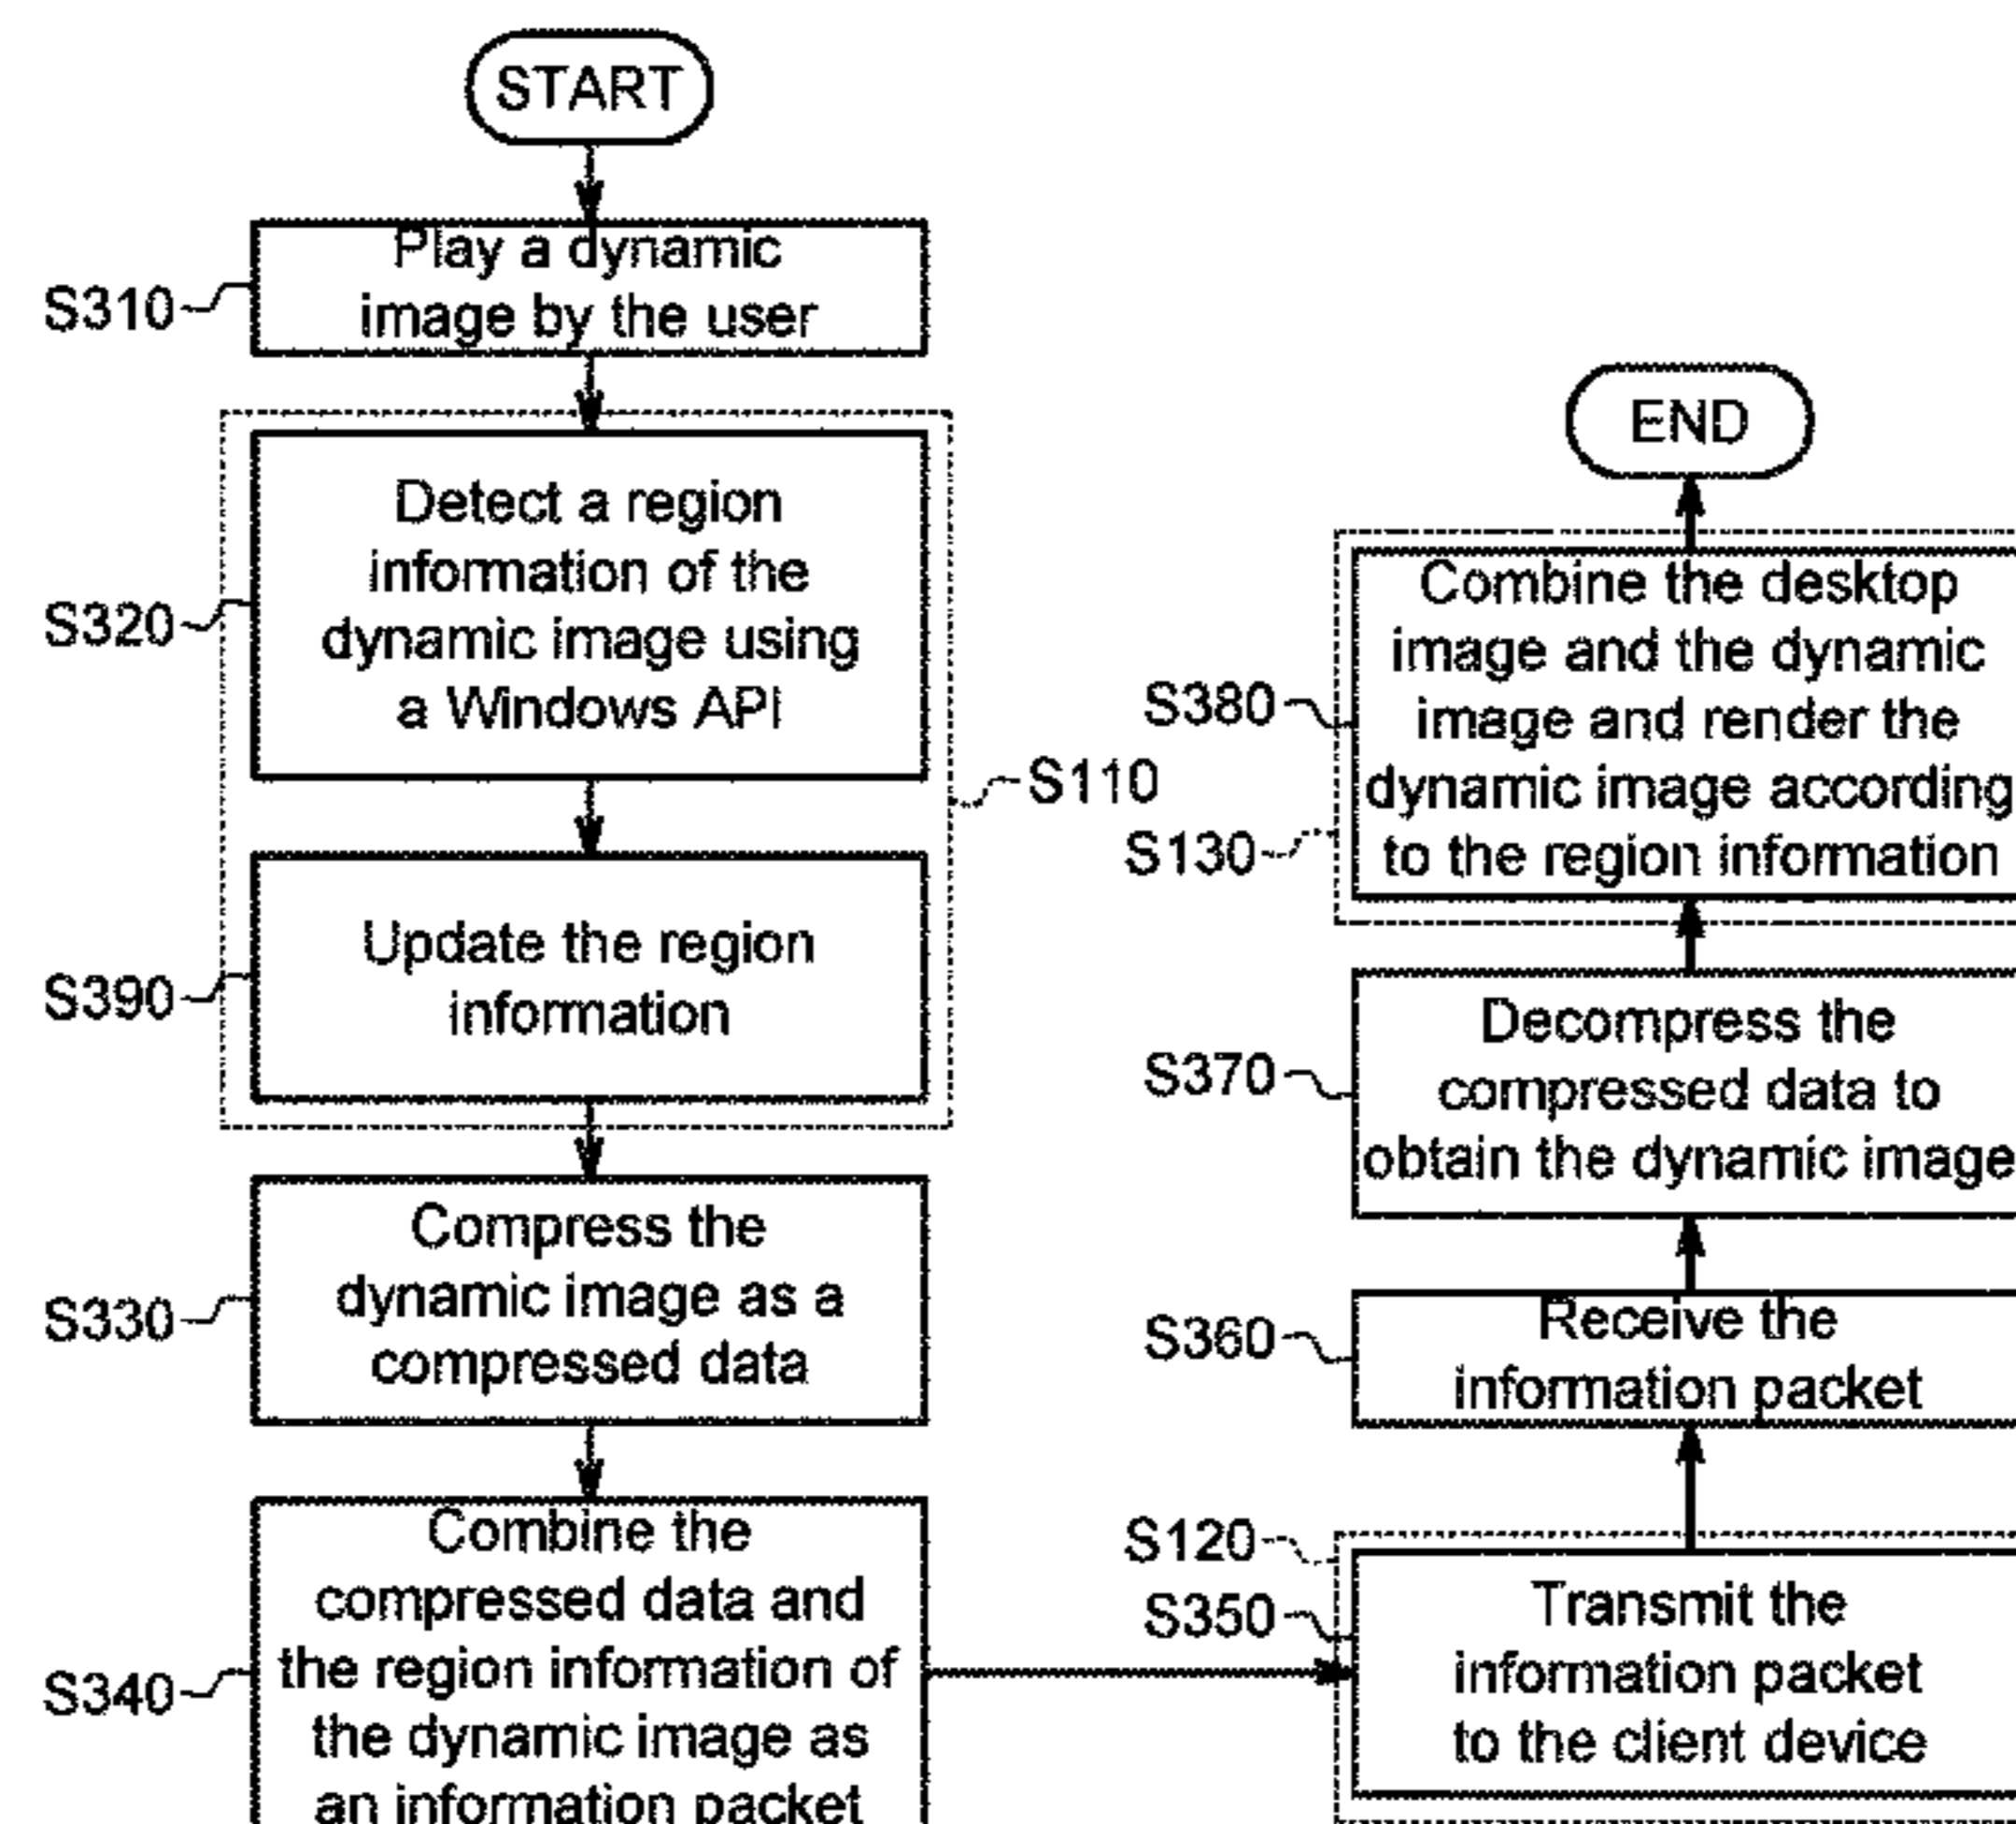 START
S310
Play a dynamic
image by the user
S320
Detect a region
information of the
dynamic image using
a Windows API
S110
S390
Update the region
information
S330
Compress the
dynamic image as a
compressed data
S340
Combine the
compressed data and
the region information of
the dynamic image as
an information packet
END
S380
S130
Combine the desktop
image and the dynamic
image and render the
dynamic image according
to the region information
S370
Decompress the
compressed data to
obtain the dynamic image
S360
Receive the
information packet
S120
S350
Transmit the
information packet
to the client device